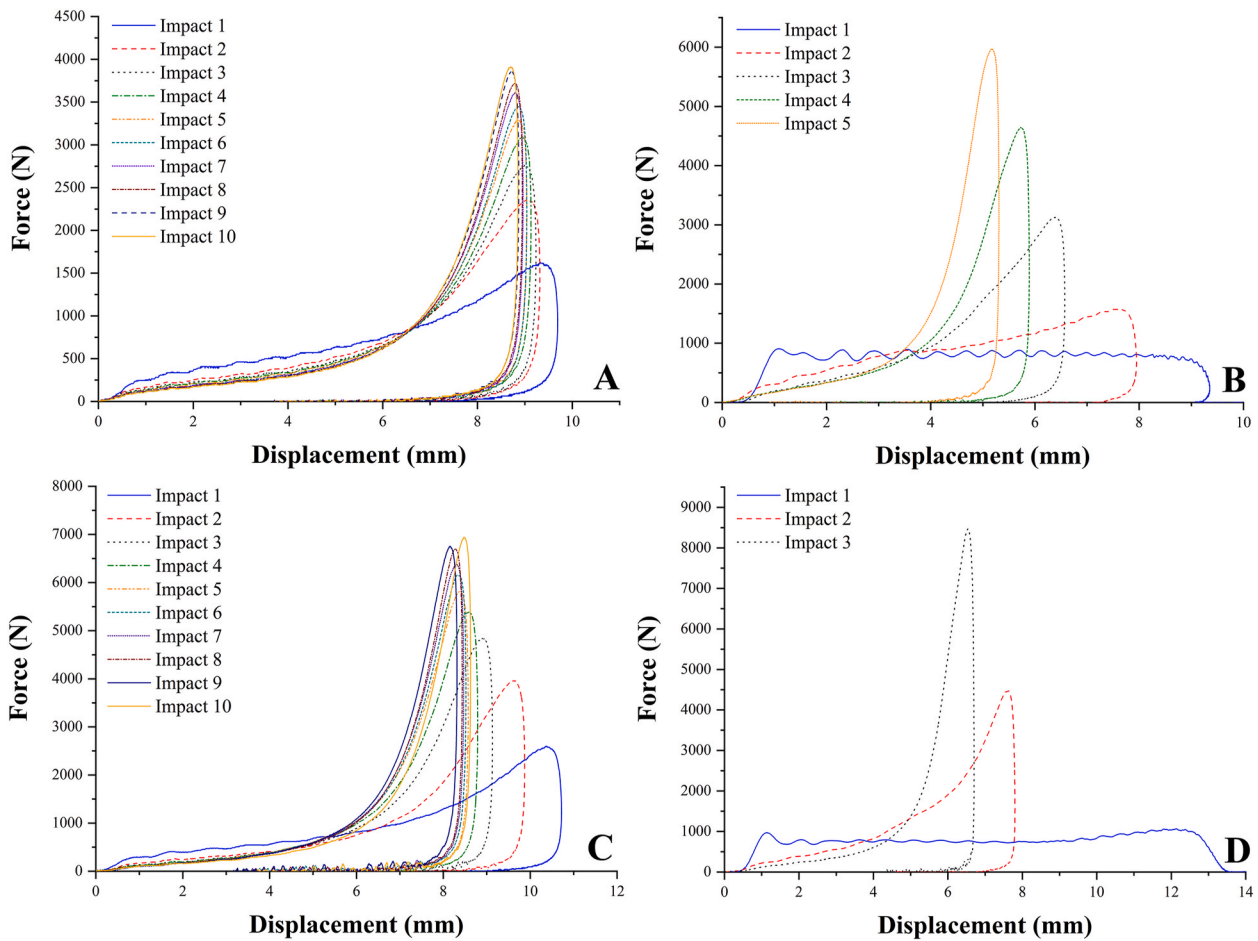 4500
4000
3500
3000
2500
2000
1500
1000
500
0
Force (N)
Impact 1
Impact 2
Impact 3
Impact 4
Impact 5
Impact 6
Impact 7
Impact 8
Impact 9
Impact 10
A
0 2 4 6 8 10
Displacement (mm)
6000
5000
4000
3000
2000
1000
0
Force (N)
Impact 1
Impact 2
Impact 3
Impact 4
Impact 5
B
0 2 4 6 8 10
Displacement (mm)
8000
7000
6000
5000
4000
3000
2000
1000
0
Force (N)
Impact 1
Impact 2
Impact 3
Impact 4
Impact 5
Impact 6
Impact 7
Impact 8
Impact 9
Impact 10
C
0 2 4 6 8 10 12
Displacement (mm)
9000
8000
7000
6000
5000
4000
3000
2000
1000
0
Force (N)
Impact 1
Impact 2
Impact 3
D
0 2 4 6 8 10 12 14
Displacement (mm)